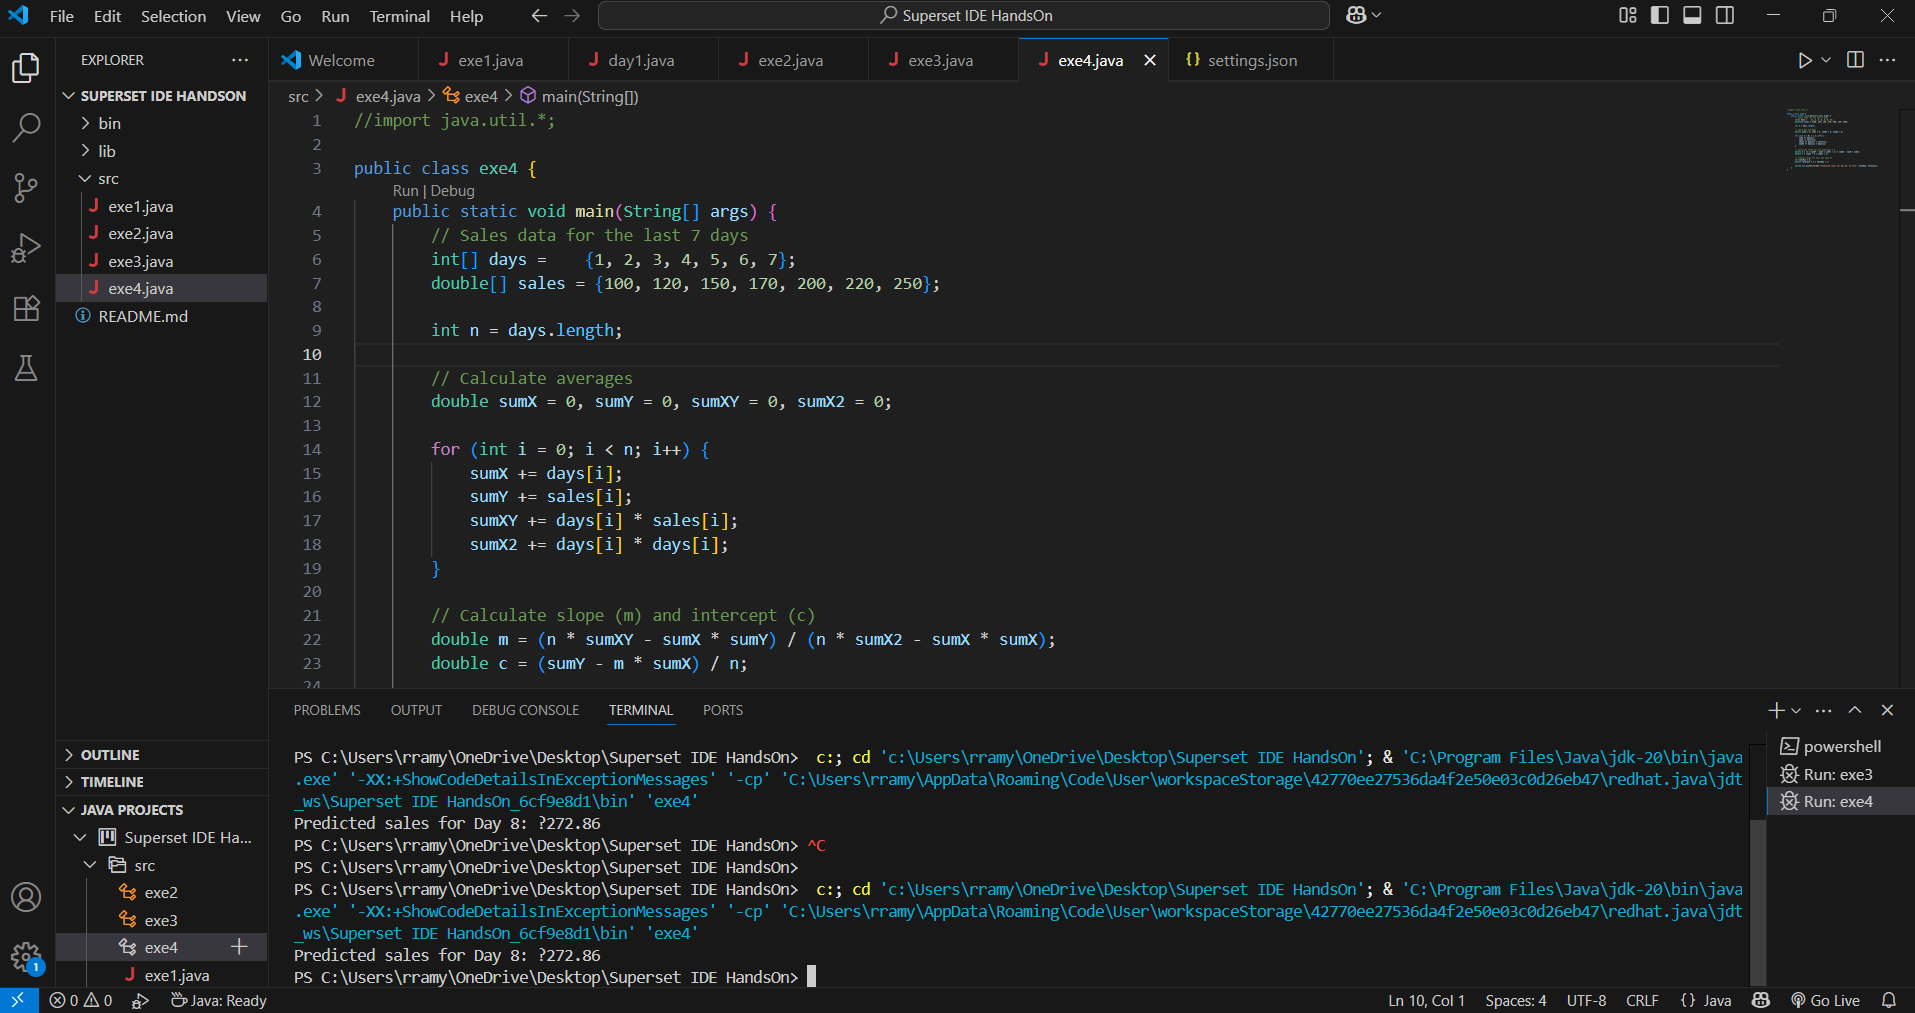 File Edit Selection View Go Run Terminal Help
Superset IDE HandsOn
EXPLORER
SUPERSET IDE HANDSON
bin
lib
src
exe1.java
exe2.java
exe3.java
exe4.java
README.md
OUTLINE
TIMELINE
JAVA PROJECTS
Superset IDE Ha...
src
exe2
exe3
exe4
exe1.java
Welcome exe1.java day1.java exe2.java exe3.java exe4.java settings.json
src > exe4.java > exe4 > main(String[])
1 //import java.util.*;
2
3 public class exe4 {
Run | Debug
4 public static void main(String[] args) {
5 // Sales data for the last 7 days
6 int[] days = {1, 2, 3, 4, 5, 6, 7};
7 double[] sales = {100, 120, 150, 170, 200, 220, 250};
8
9 int n = days.length;
10
11 // Calculate averages
12 double sumX = 0, sumY = 0, sumXY = 0, sumX2 = 0;
13
14 for (int i = 0; i < n; i++) {
15 sumX += days[i];
16 sumY += sales[i];
17 sumXY += days[i] * sales[i];
18 sumX2 += days[i] * days[i];
19 }
20
21 // Calculate slope (m) and intercept (c)
22 double m = (n * sumXY - sumX * sumY) / (n * sumX2 - sumX * sumX);
23 double c = (sumY - m * sumX) / n;
24
PROBLEMS OUTPUT DEBUG CONSOLE TERMINAL PORTS
PS C:\Users\rramy\OneDrive\Desktop\Superset IDE HandsOn> c:; cd 'c:\Users\rramy\OneDrive\Desktop\Superset IDE HandsOn'; & 'C:\Program Files\Java\jdk-20\bin\java
.exe' '-XX:+ShowCodeDetailsInExceptionMessages' '-cp' 'C:\Users\rramy\AppData\Roaming\Code\User\workspaceStorage\42770ee27536da4f2e50e03c0d26eb47\redhat.java\jdt
_ws\Superset IDE HandsOn_6cf9e8d1\bin' 'exe4'
Predicted sales for Day 8: ?272.86
PS C:\Users\rramy\OneDrive\Desktop\Superset IDE HandsOn> ^C
PS C:\Users\rramy\OneDrive\Desktop\Superset IDE HandsOn>
PS C:\Users\rramy\OneDrive\Desktop\Superset IDE HandsOn> c:; cd 'c:\Users\rramy\OneDrive\Desktop\Superset IDE HandsOn'; & 'C:\Program Files\Java\jdk-20\bin\java
.exe' '-XX:+ShowCodeDetailsInExceptionMessages' '-cp' 'C:\Users\rramy\AppData\Roaming\Code\User\workspaceStorage\42770ee27536da4f2e50e03c0d26eb47\redhat.java\jdt
_ws\Superset IDE HandsOn_6cf9e8d1\bin' 'exe4'
Predicted sales for Day 8: ?272.86
PS C:\Users\rramy\OneDrive\Desktop\Superset IDE HandsOn>
powershell
Run: exe3
Run: exe4
1
0 0 Java: Ready Ln 10, Col 1 Spaces: 4 UTF-8 CRLF {} Java Go Live